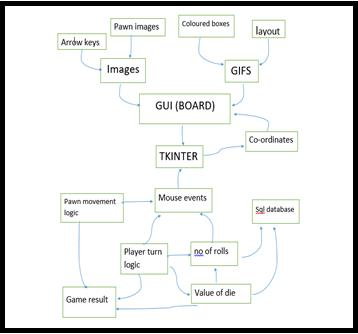 Pawn images
Coloured boxes
layout
Arrow keys
Images
GIFS
GUI (BOARD)
Co-ordinates
TKINTER
Mouse events
Pawn movement
logic
Sql database
Player turn
logic
no of rolls
Value of die
Game result